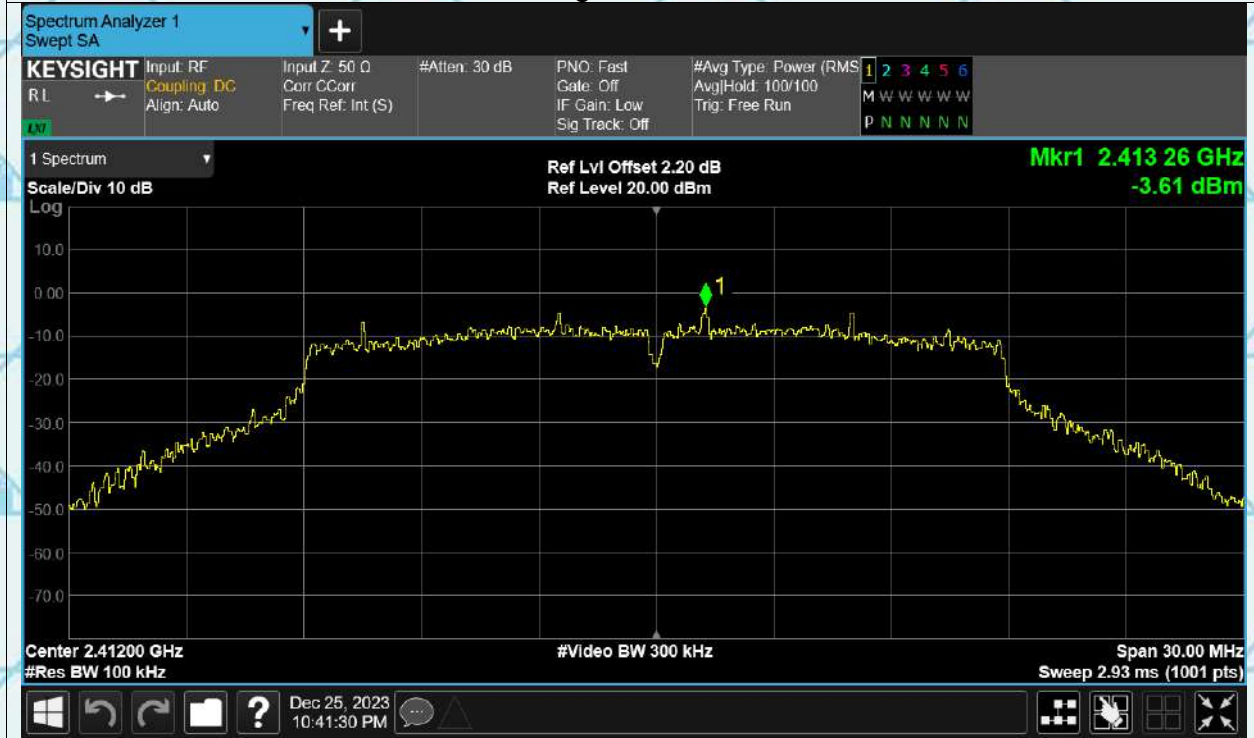 Spectrum Analyzer 1
Swept SA
+
KEYSIGHT
RL
LXI
Input: RF
Coupling: DC
Align: Auto
Input Z: 50 Ω
Corr CCorr
Freq Ref: Int (S)
#Atten: 30 dB
PNO: Fast
Gate: Off
IF Gain: Low
Sig Track: Off
#Avg Type: Power (RMS
Avg|Hold: 100/100
Trig: Free Run
1 2 3 4 5 6
M W W W W W
P N N N N N N
1 Spectrum
Scale/Div 10 dB
Log
Ref Lvl Offset 2.20 dB
Ref Level 20.00 dBm
Mkr1 2.413 26 GHz
-3.61 dBm
10.0
0.00
1
-10.0
-20.0
-30.0
-40.0
-50.0
-60.0
-70.0
Center 2.41200 GHz
#Res BW 100 kHz
#Video BW 300 kHz
Span 30.00 MHz
Sweep 2.93 ms (1001 pts)
?
Dec 25, 2023
10:41:30 PM